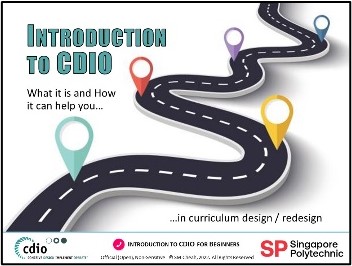 INTRODUCTION
TO CDIO
What it is and How
it can help you...
...in curriculum design / redesign
cdio
INTRODUCTION TO CDIO FOR BEGINNERS
SP Singapore
Polytechnic